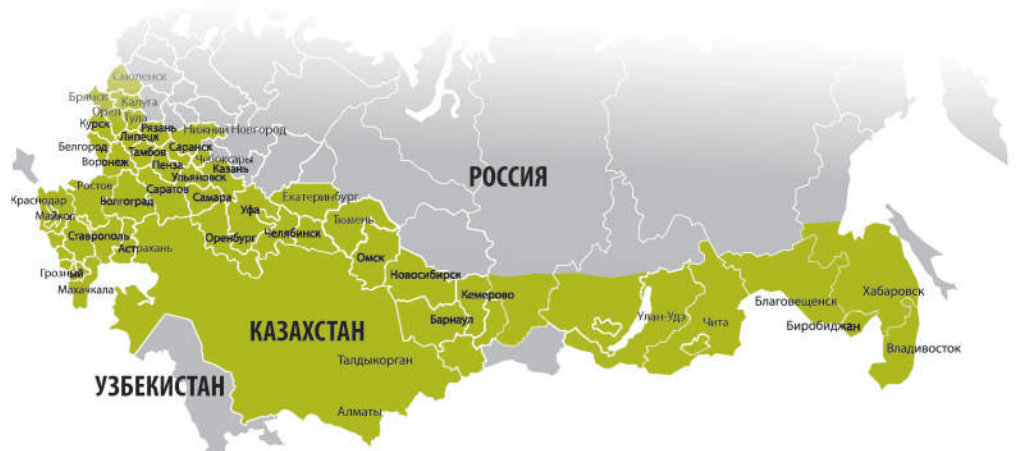 Смоленск
Брянск
Калуга
Орел
Тула
Курск
Рязань
Нижний Новгород
Липецк
Белгород
Тамбов
Саранск
Чебоксары
Воронеж
Пенза
Казань
Ульяновск
РОССИЯ
Ростов
Саратов
Самара
Екатеринбург
Краснодар
Волгоград
Уфа
Майкоп
Тюмень
Ставрополь
Оренбург
Челябинск
Астрахань
Омск
Грозный
Новосибирск
Махачкала
Кемерово
Хабаровск
Благовещенск
Барнаул
Улан-Удэ
Чита
Биробиджан
КАЗАХСТАН
Владивосток
Талдыкорган
УЗБЕКИСТАН
Алматы